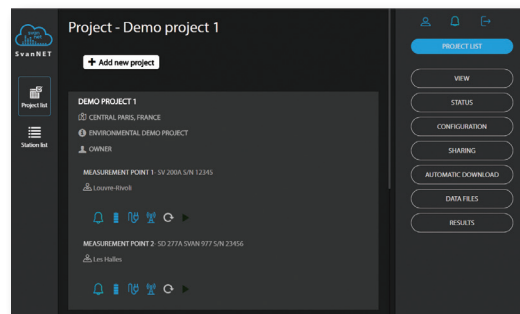 SvanNET
Project list
Station list
Project - Demo project 1
+ Add new project
DEMO PROJECT 1
CENTRAL PARIS, FRANCE
ENVIRONMENTAL DEMO PROJECT
OWNER
MEASUREMENT POINT 1- SV 200A S/N 12345
Louvre-Rivoli
MEASUREMENT POINT 2- SD 277A SVAN 977 S/N 23456
Les Halles
PROJECT LIST
VIEW
STATUS
CONFIGURATION
SHARING
AUTOMATIC DOWNLOAD
DATA FILES
RESULTS